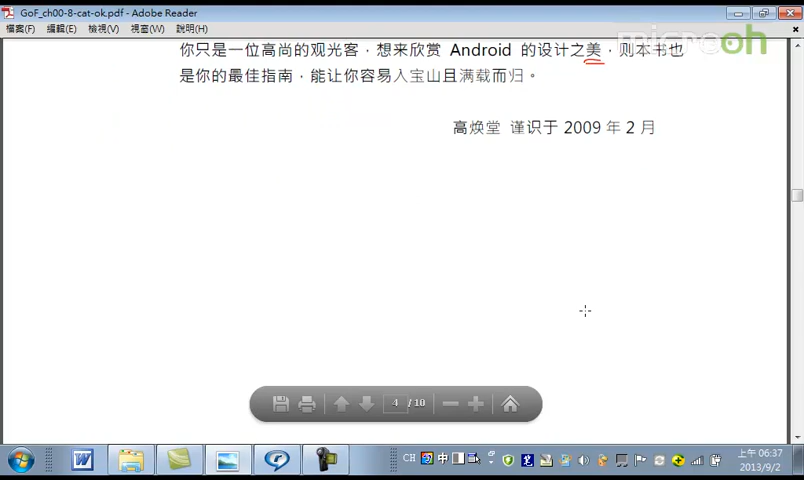 GoF_ch00-8-cat-ok.pdf - Adobe Reader
檔案(F) 編輯(E) 檢視(V) 視窗(W) 說明(H)
microoh
你只是一位高尚的观光客，想来欣赏 Android 的设计之美，则本书也
是你的最佳指南，能让你容易入宝山且满载而归。
高焕堂 谨识于 2009 年 2 月
4 / 10
CH 中
上午 06:37
2013/9/2